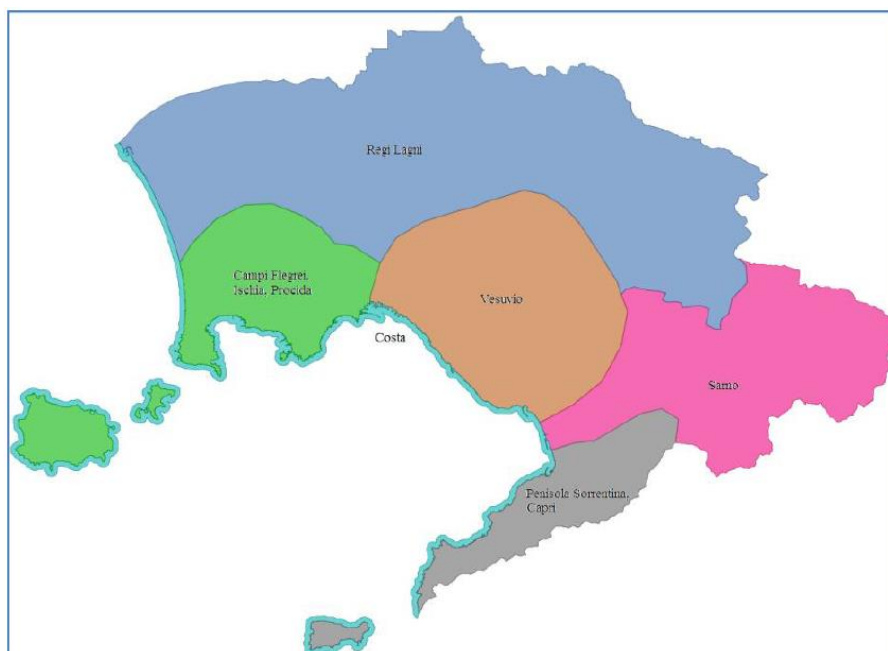 Regi Lagni
Campi Flegrei,
Ischia, Procida
Vesuvio
Costa
Sarno
Penisola Sorrentina,
Capri